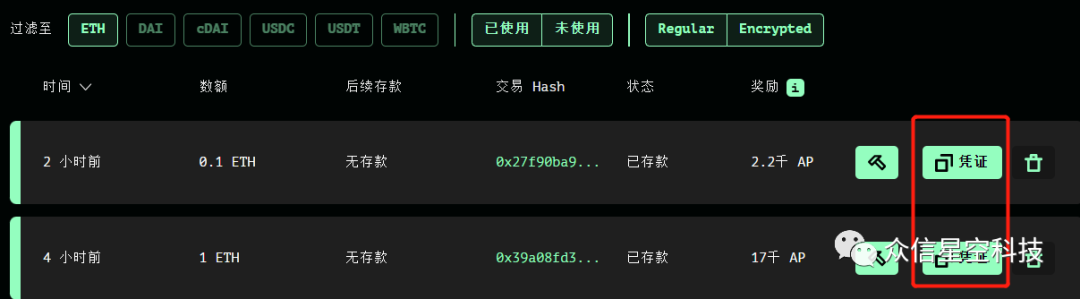 过滤至 ETH DAI cDAI USDC USDT WBTC 已使用 未使用 Regular Encrypted
时间 数额 后续存款 交易 Hash 状态 奖励 i
2 小时前 0.1 ETH 无存款 0x27f90ba9... 已存款 2.2千 AP 凭证
4 小时前 1 ETH 无存款 0x39a08fd3... 已存款 17千 AP 凭证
众信星空科技